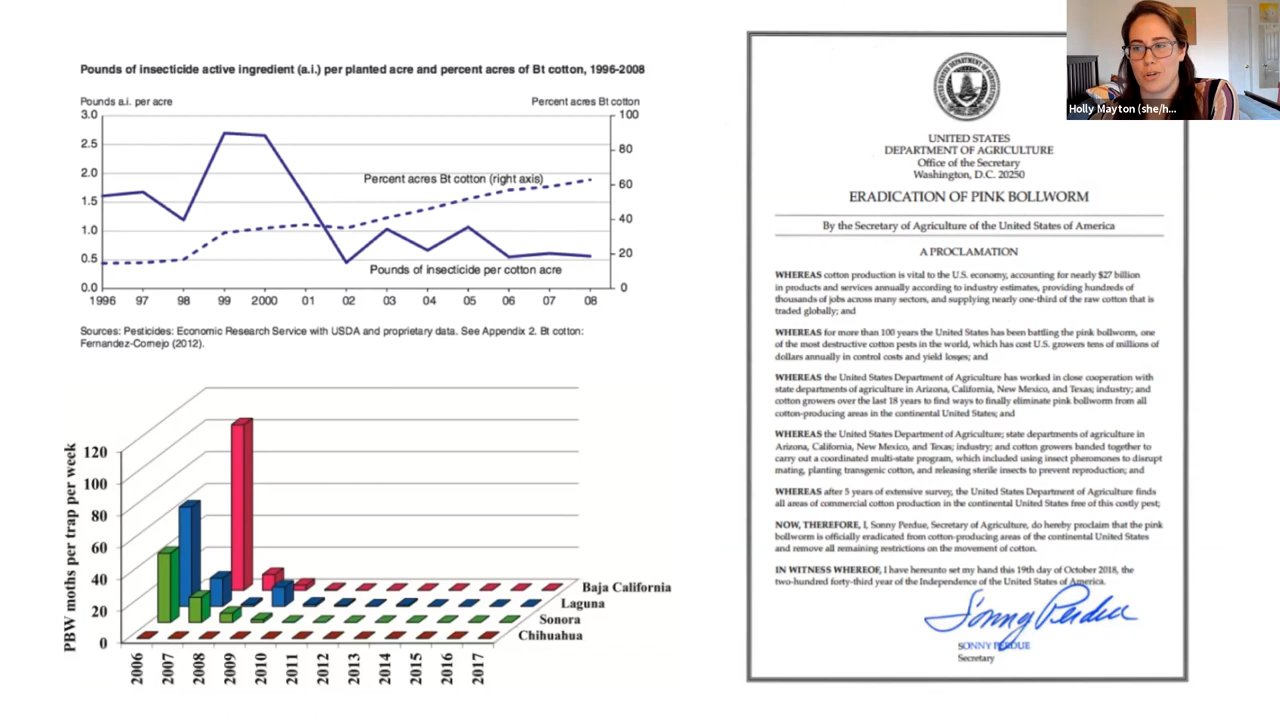 Pounds of insecticide active ingredient (a.i.) per planted acre and percent acres of Bt cotton, 1996-2008
Pounds a.i. per acre
Percent acres Bt cotton
3.0
2.5
2.0
1.5
1.0
0.5
0.0
100
80
60
40
20
0
Percent acres Bt cotton (right axis)
Pounds of insecticide per cotton acre
1996 97 98 99 2000 01 02 03 04 05 06 07 08
Sources: Pesticides: Economic Research Service with USDA and proprietary data. See Appendix 2. Bt cotton:
Fernandez-Cornejo (2012).
PBW moths per trap per week
120
100
80
60
40
20
0
Baja California
Laguna
Sonora
Chihuahua
2006 2007 2008 2009 2010 2011 2012 2013 2014 2015 2016 2017
UNITED STATES
DEPARTMENT OF AGRICULTURE
Office of the Secretary
Washington, D.C. 20250
ERADICATION OF PINK BOLLWORM
By the Secretary of Agriculture of the United States of America
A PROCLAMATION
WHEREAS cotton production is vital to the U.S. economy, accounting for nearly $27 billion
in products and services annually according to industry estimates, providing hundreds of
thousands of jobs across many sectors, and supplying nearly one-third of the raw cotton that is
traded globally; and
WHEREAS for more than 100 years the United States has been battling the pink bollworm, one
of the most destructive cotton pests in the world, which has cost U.S. growers tens of millions of
dollars annually in control costs and yield losses; and
WHEREAS the United States Department of Agriculture has worked in close cooperation with
state departments of agriculture in Arizona, California, New Mexico, and Texas; industry; and
cotton growers over the last 18 years to find ways to finally eliminate pink bollworm from all
cotton-producing areas in the continental United States; and
WHEREAS the United States Department of Agriculture; state departments of agriculture in
Arizona, California, New Mexico, and Texas; industry; and cotton growers banded together to
carry out a coordinated multi-state program, which included using insect pheromones to disrupt
mating, planting transgenic cotton, and releasing sterile insects to prevent reproduction; and
WHEREAS after 5 years of extensive survey, the United States Department of Agriculture finds
all areas of commercial cotton production in the continental United States free of this costly pest;
NOW, THEREFORE, I, Sonny Perdue, Secretary of Agriculture, do hereby proclaim that the pink
bollworm is officially eradicated from cotton-producing areas of the continental United States
and remove all remaining restrictions on the movement of cotton.
IN WITNESS WHEREOF, I have hereunto set my hand this 19th day of October 2018, the
two-hundred forty-third year of the Independence of the United States of America.
Sonny Perdue
SONNY PERDUE
Secretary
Holly Mayton (she/h...